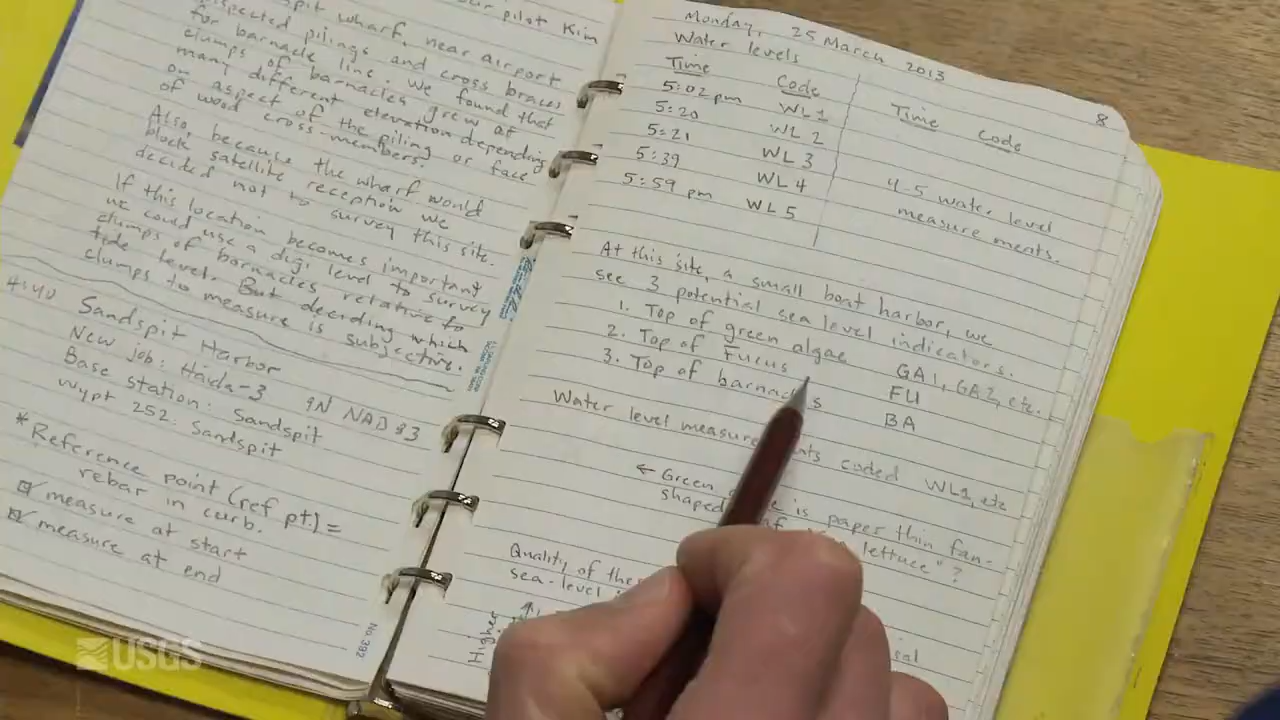 our pilot Kim
spit wharf, near airport
inspected pilings and cross braces
for barnacle line. We found that
clumps of barnacles grew at
many different elevation depending
on aspect of the piling or face
of wood cross-members.
Also, because the wharf would
block satellite reception we
decided not to survey this site.
If this location becomes important
we could use a digi level to survey
clumps of barnacles relative to
tide level. But deciding which
clumps to measure is subjective.
Sandspit Harbor
New job: Haida-3 9N NAD 83
Base station: Sandspit
Wypt 252: Sandspit
*Reference point (ref pt.) =
rebar in curb.
measure at start
measure at end
No. 392
USGS
Monday, 25 March 2013
8
Water levels
Time Code Time Code
5:02 pm WL 1
5:20 WL 2
5:21 WL 3
5:39 WL 4
5:59 pm WL 5
4-5 water level
measurements.
At this site, a small boat harbor, we
see 3 potential sea level indicators.
1. Top of green algae GA1, GA2, etc.
2. Top of Fucus FU
3. Top of barnacles BA
Water level measurements coded WL1, etc
← Green is paper thin fan-
shaped lettuce"?
Quality of
sea-level
Higher